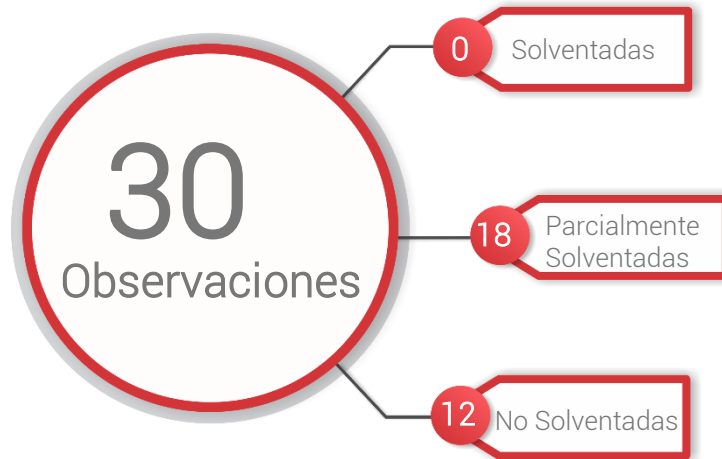 30
Observaciones
0
Solventadas
18
Parcialmente
Solventadas
12
No Solventadas